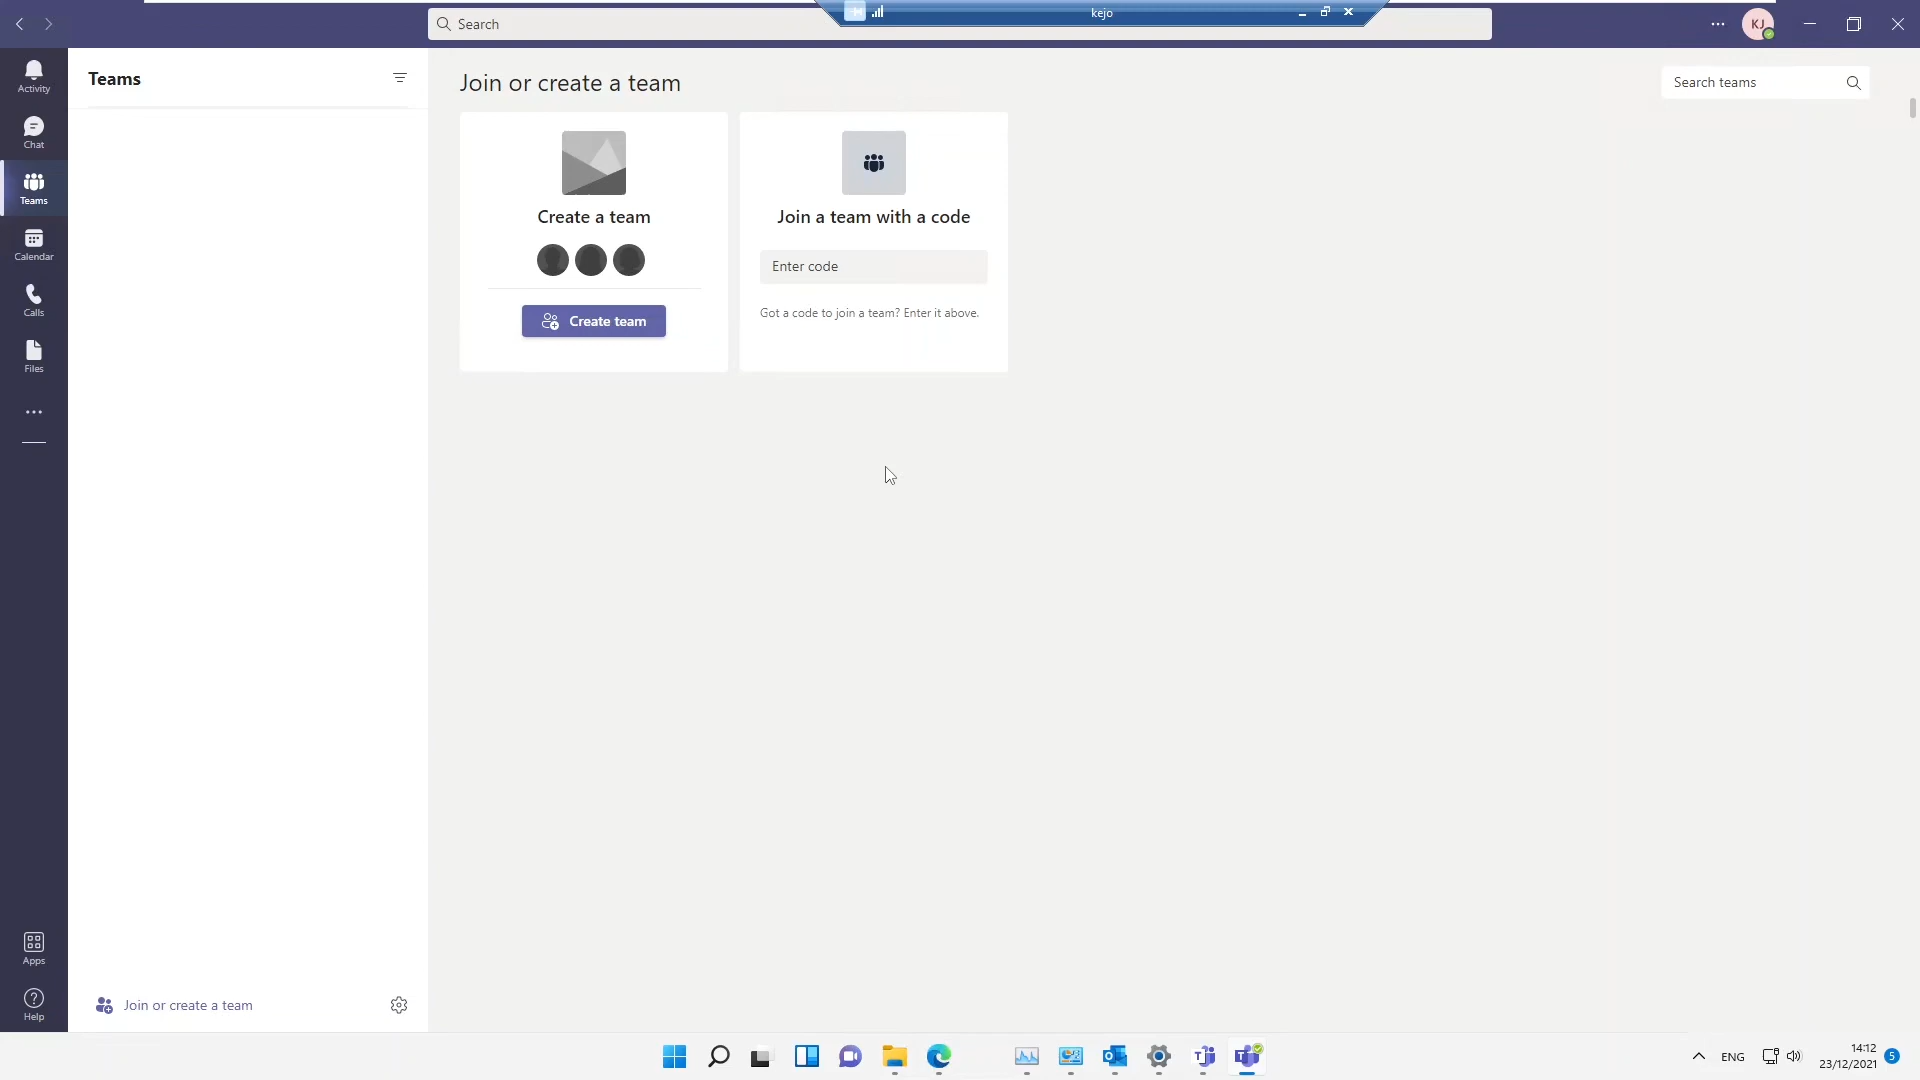 Search
kejo
KJ
Activity
Chat
Teams
Calendar
Calls
Files
Apps
Help
Teams
Join or create a team
Join or create a team
Search teams
Create a team
Create team
Join a team with a code
Enter code
Got a code to join a team? Enter it above.
ENG
14:12
23/12/2021
5